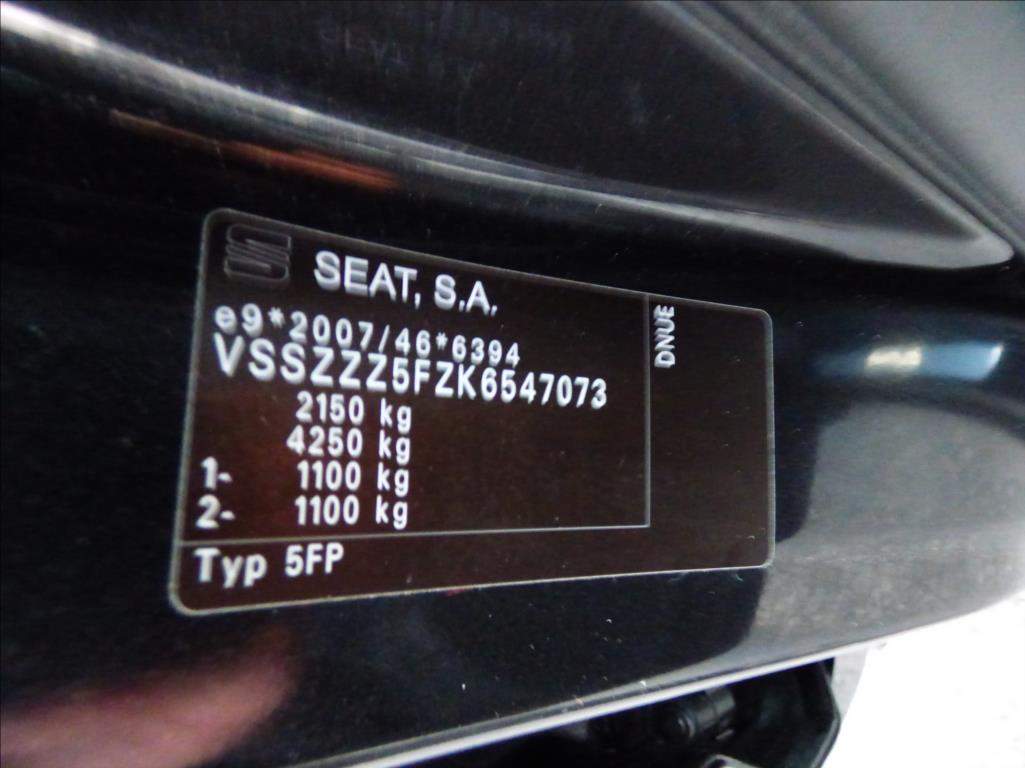 SEAT, S.A.
e9*2007/46*6394
VSSZZZ5FZK6547073
2150 kg
4250 kg
1- 1100 kg
2- 1100 kg
Typ 5FP
DNUE